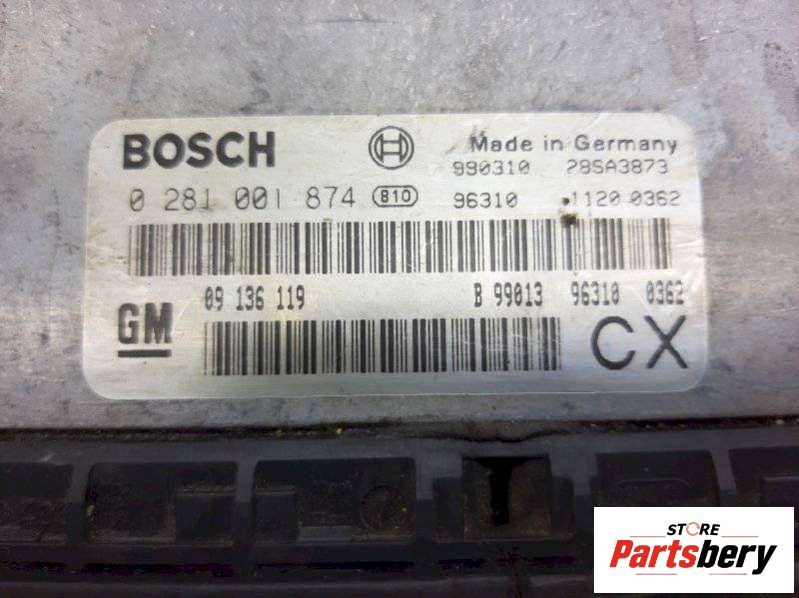 BOSCH Made in Germany
990310 28SA3873
0 281 001 874 810 96310 1120 0362
GM 09 136 119 B 99013 96310 0362
CX
STORE
Partsbery